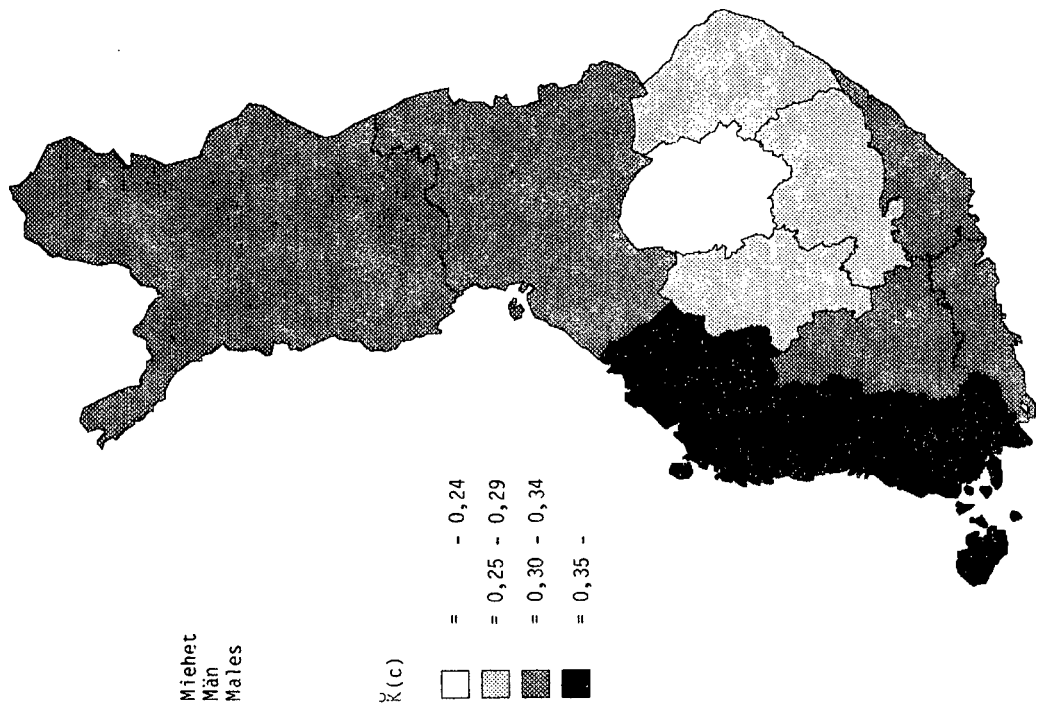 Miehet
Män
Males
K(c)
= - 0,24
= 0,25 - 0,29
= 0,30 - 0,34
= 0,35 -